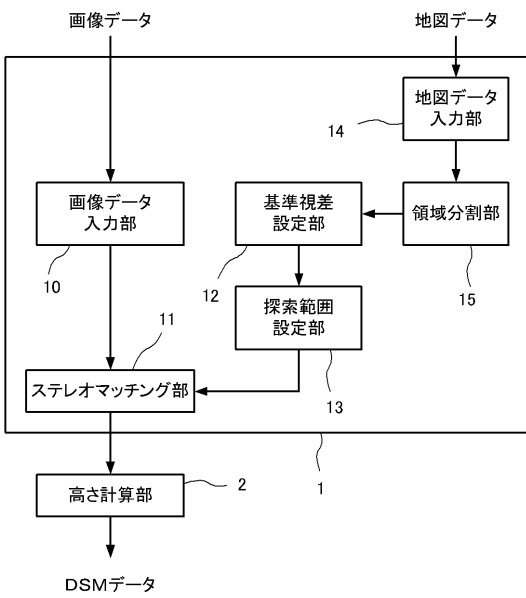 画像データ
地図データ
地図データ
入力部
14
画像データ
入力部
10
基準視差
設定部
12
領域分割部
15
探索範囲
設定部
13
11
ステレオマッチング部
1
高さ計算部
2
DSMデータ